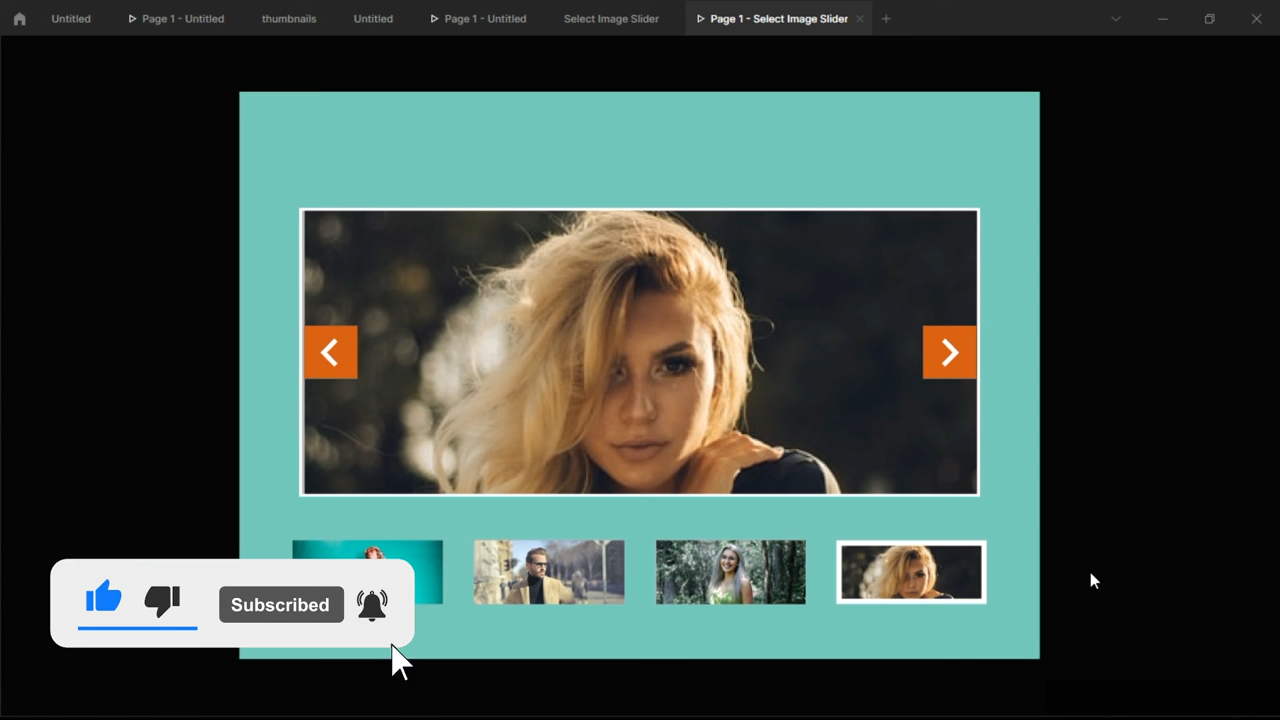 Untitled
Page 1 - Untitled
thumbnails
Untitled
Page 1 - Untitled
Select Image Slider
Page 1 - Select Image Slider
Subscribed